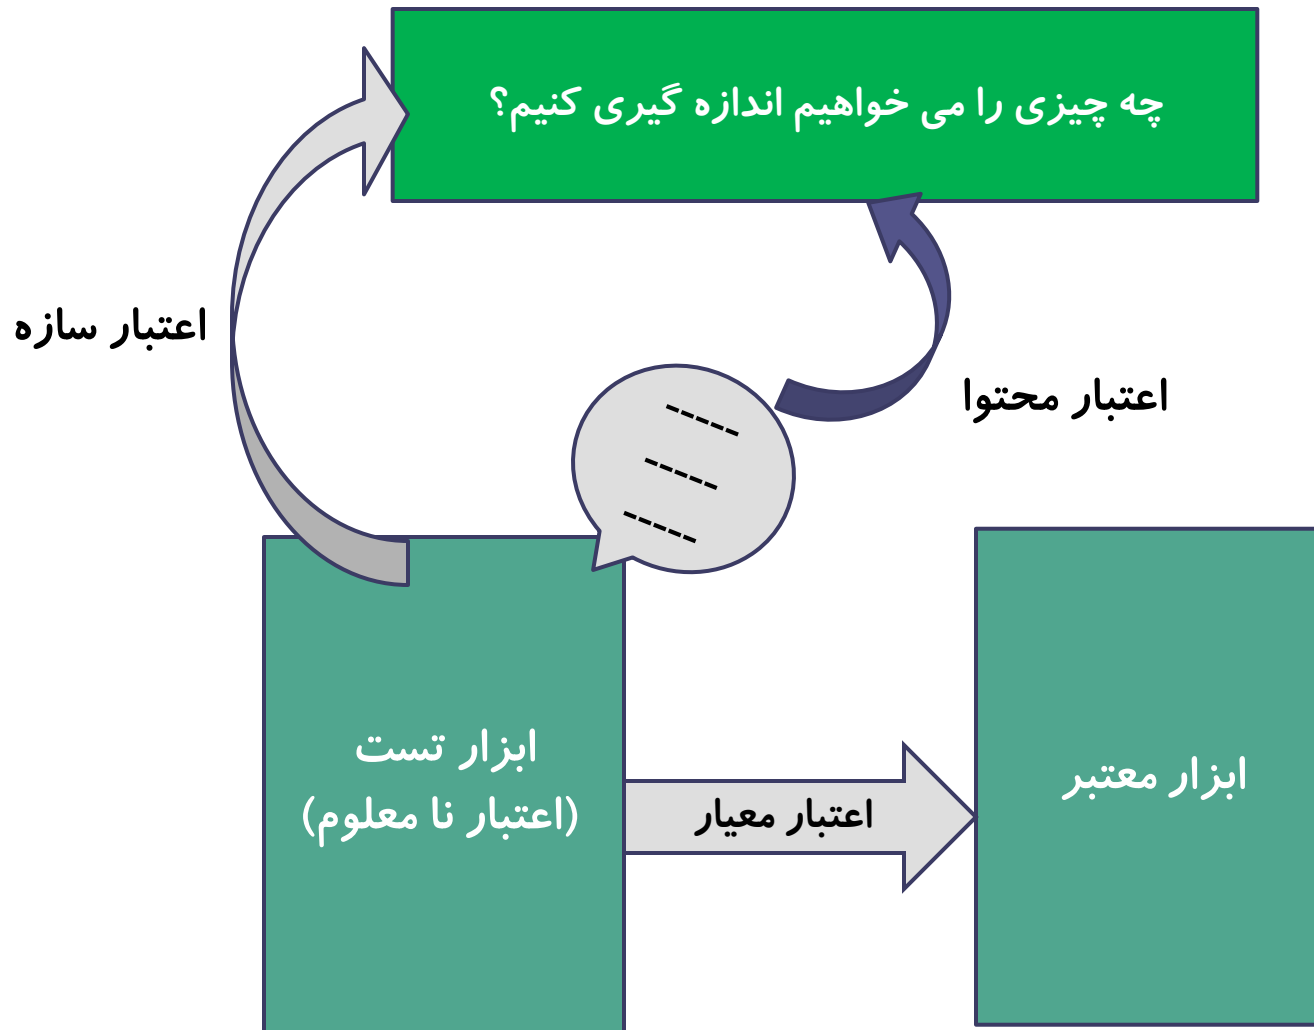 چه چیزی را می خواهیم اندازه گیری کنیم؟
اعتبار سازه
اعتبار محتوا
-----
-----
-----
ابزار تست
(اعتبار نا معلوم)
اعتبار معیار
ابزار معتبر